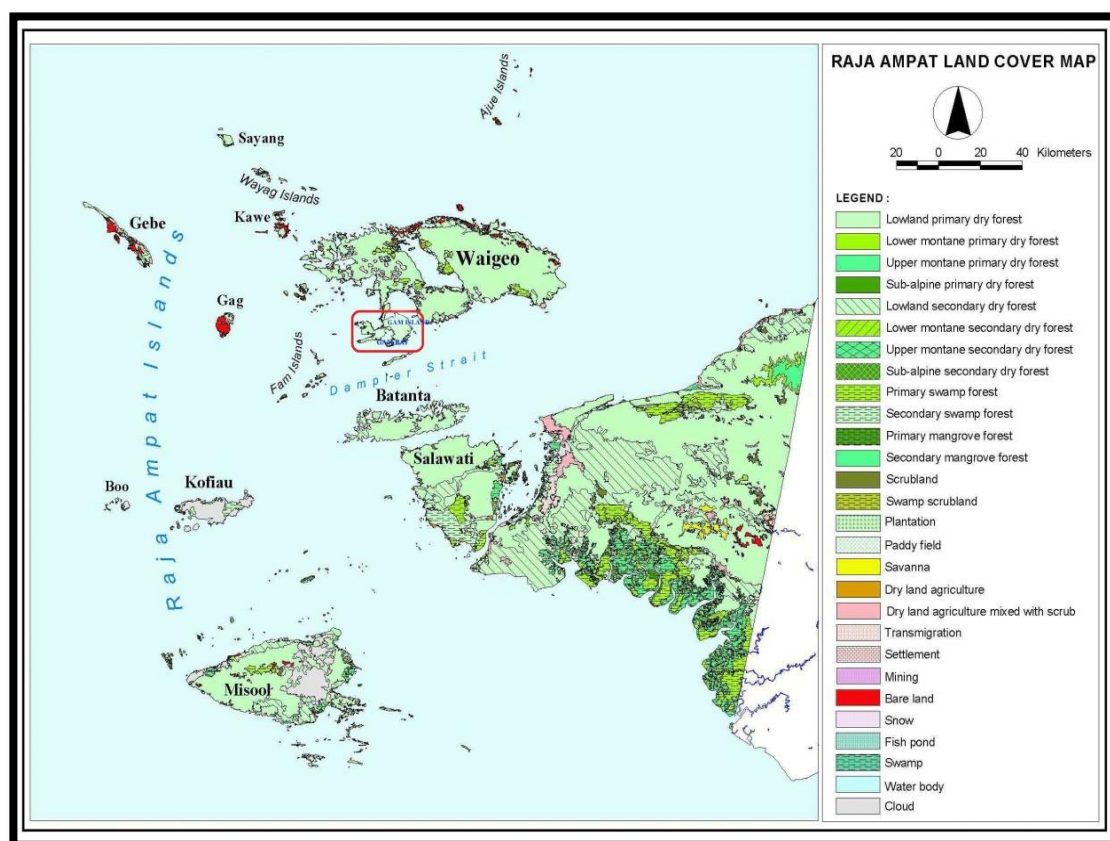 RAJA AMPAT LAND COVER MAP
20 0 20 40 Kilometers
LEGEND :
Lowland primary dry forest
Lower montane primary dry forest
Upper montane primary dry forest
Sub-alpine primary dry forest
Lowland secondary dry forest
Lower montane secondary dry forest
Upper montane secondary dry forest
Sub-alpine secondary dry forest
Primary swamp forest
Secondary swamp forest
Primary mangrove forest
Secondary mangrove forest
Scrubland
Swamp scrubland
Plantation
Paddy field
Savanna
Dry land agriculture
Dry land agriculture mixed with scrub
Transmigration
Settlement
Mining
Bare land
Snow
Fish pond
Swamp
Water body
Cloud
Ajue Islands
Sayang
Wayag Islands
Gebe
Kawe
Waigeo
Gag
GAM ISLAND
Fam Islands
Dampier Strait
Batanta
Salawati
Boo
Kofiau
Raja Ampat Islands
Misool